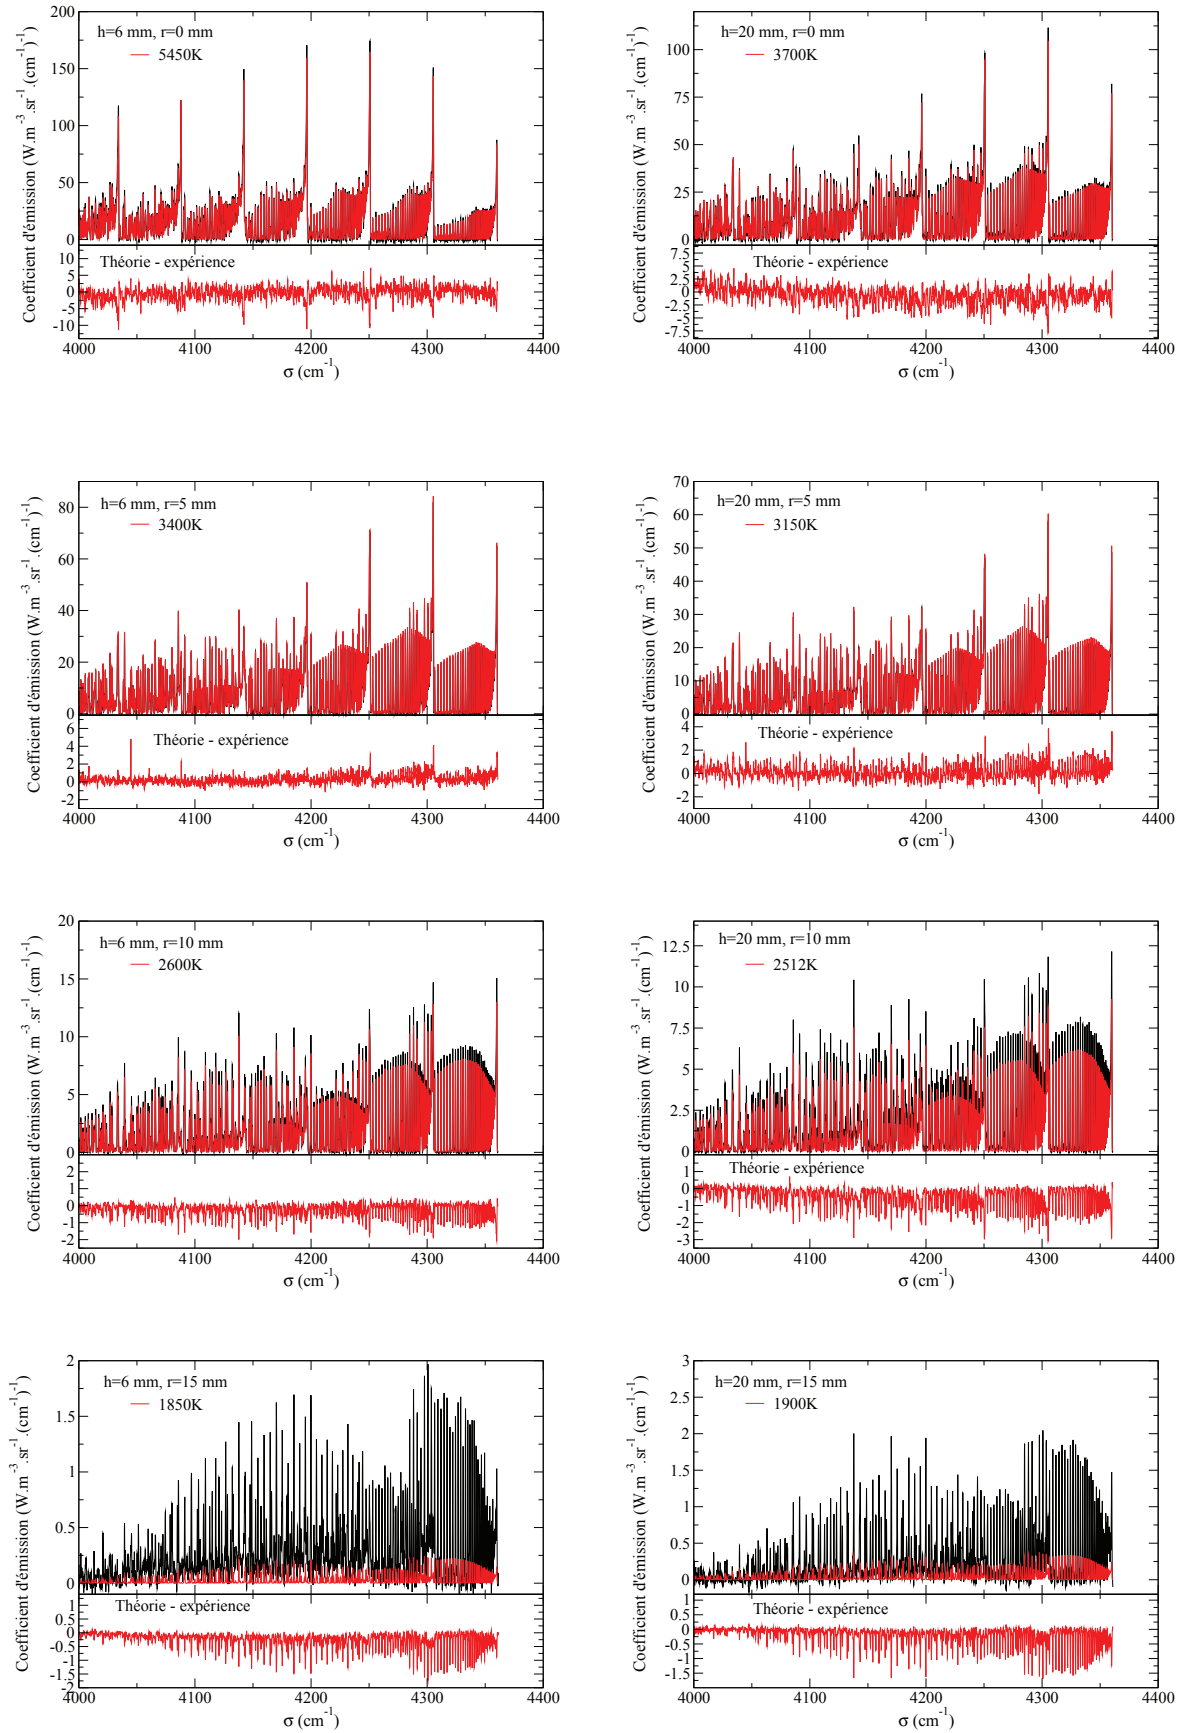 h=6 mm, r=0 mm
5450K
200
150
100
50
0
Théorie - expérience
10
5
0
-5
-10
4000 4100 4200 4300 4400
σ (cm⁻¹)
Coefficient d'émission (W.m⁻³.sr⁻¹.(cm⁻¹)⁻¹)
h=20 mm, r=0 mm
3700K
100
75
50
25
0
Théorie - expérience
7.5
5
2.5
0
-2.5
-5
-7.5
4000 4100 4200 4300 4400
σ (cm⁻¹)
Coefficient d'émission (W.m⁻³.sr⁻¹.(cm⁻¹)⁻¹)
h=6 mm, r=5 mm
3400K
80
60
40
20
0
Théorie - expérience
6
4
2
0
-2
4000 4100 4200 4300 4400
σ (cm⁻¹)
Coefficient d'émission (W.m⁻³.sr⁻¹.(cm⁻¹)⁻¹)
h=20 mm, r=5 mm
3150K
70
60
50
40
30
20
10
0
Théorie - expérience
4
2
0
-2
4000 4100 4200 4300 4400
σ (cm⁻¹)
Coefficient d'émission (W.m⁻³.sr⁻¹.(cm⁻¹)⁻¹)
h=6 mm, r=10 mm
2600K
20
15
10
5
0
2
1
0
-1
-2
4000 4100 4200 4300 4400
σ (cm⁻¹)
Coefficient d'émission (W.m⁻³.sr⁻¹.(cm⁻¹)⁻¹)
h=20 mm, r=10 mm
2512K
12.5
10
7.5
5
2.5
0
Théorie - expérience
1
0
-1
-2
-3
4000 4100 4200 4300 4400
σ (cm⁻¹)
Coefficient d'émission (W.m⁻³.sr⁻¹.(cm⁻¹)⁻¹)
h=6 mm, r=15 mm
1850K
2
1.5
1
0.5
0
Théorie - expérience
1
0.5
0
-0.5
-1
-1.5
-2
4000 4100 4200 4300 4400
σ (cm⁻¹)
Coefficient d'émission (W.m⁻³.sr⁻¹.(cm⁻¹)⁻¹)
h=20 mm, r=15 mm
1900K
3
2.5
2
1.5
1
0.5
0
Théorie - expérience
1
0.5
0
-0.5
-1
-1.5
4000 4100 4200 4300 4400
σ (cm⁻¹)
Coefficient d'émission (W.m⁻³.sr⁻¹.(cm⁻¹)⁻¹)